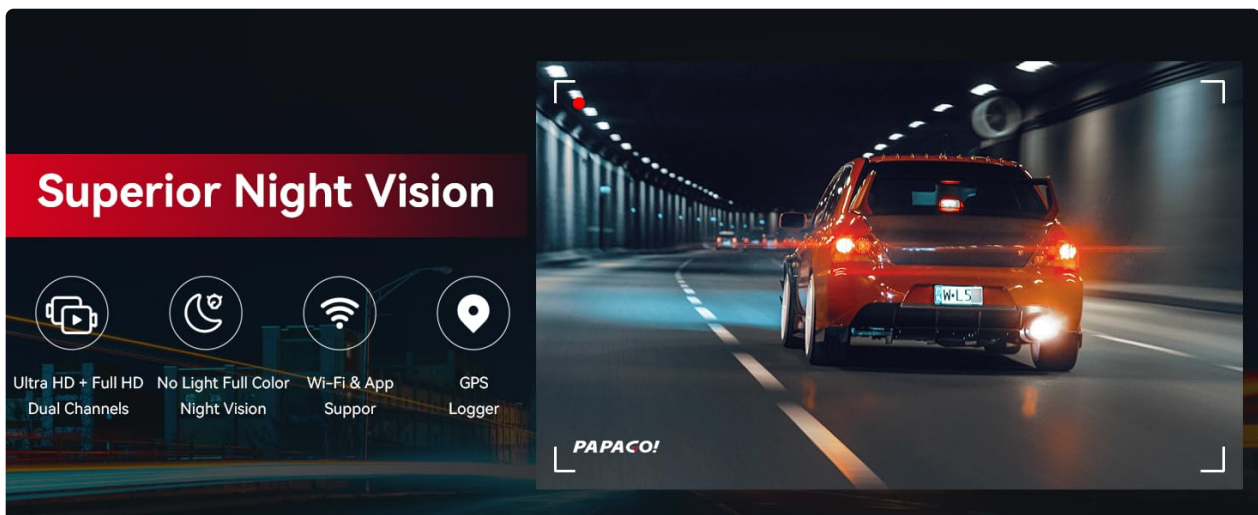 Superior Night Vision
Ultra HD + Full HD
Dual Channels
No Light Full Color
Night Vision
Wi-Fi & App
Suppor
GPS
Logger
W·L5
PAPAGO!